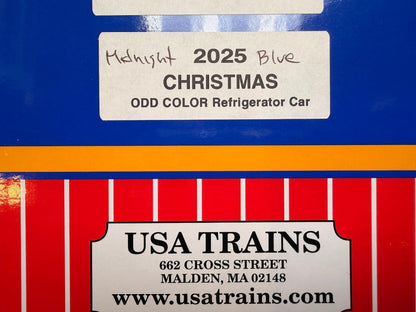 Midnight 2025 Blue
CHRISTMAS
ODD COLOR Refrigerator Car
USA TRAINS
662 CROSS STREET
MALDEN, MA 02148
www.usatrains.com